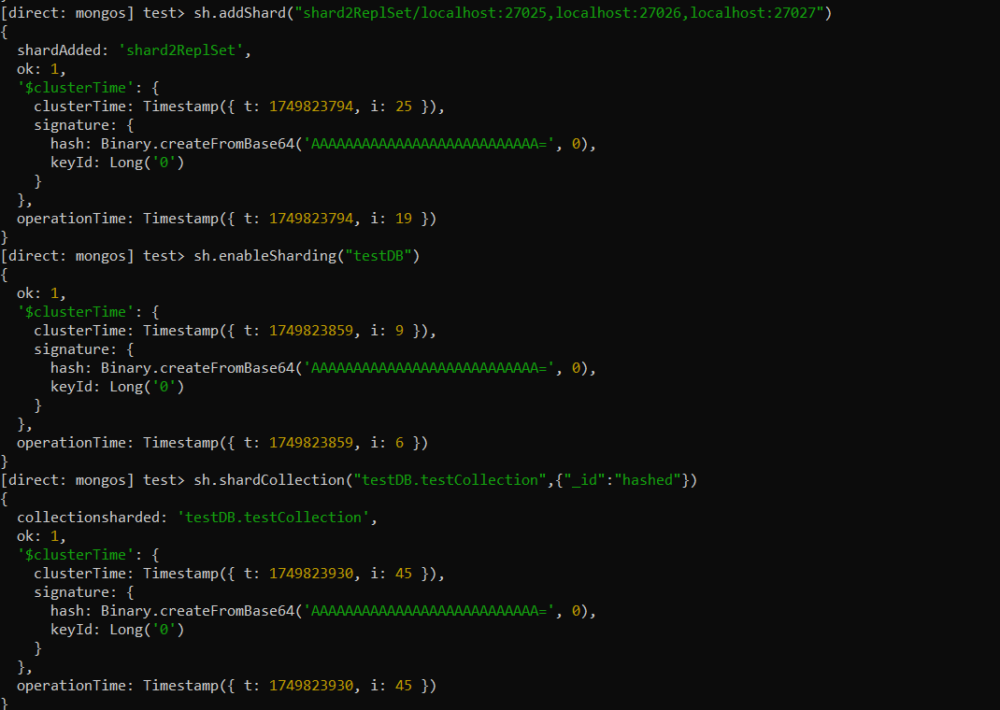 [direct: mongos] test> sh.addShard("shard2ReplSet/localhost:27025,localhost:27026,localhost:27027")
{
  shardAdded: 'shard2ReplSet',
  ok: 1,
  '$clusterTime': {
    clusterTime: Timestamp({ t: 1749823794, i: 25 }),
    signature: {
      hash: Binary.createFromBase64('AAAAAAAAAAAAAAAAAAAAAAAAAAA=', 0),
      keyId: Long('0')
    }
  },
  operationTime: Timestamp({ t: 1749823794, i: 19 })
}
[direct: mongos] test> sh.enableSharding("testDB")
{
  ok: 1,
  '$clusterTime': {
    clusterTime: Timestamp({ t: 1749823859, i: 9 }),
    signature: {
      hash: Binary.createFromBase64('AAAAAAAAAAAAAAAAAAAAAAAAAAA=', 0),
      keyId: Long('0')
    }
  },
  operationTime: Timestamp({ t: 1749823859, i: 6 })
}
[direct: mongos] test> sh.shardCollection("testDB.testCollection",{"_id":"hashed"})
{
  collectionsharded: 'testDB.testCollection',
  ok: 1,
  '$clusterTime': {
    clusterTime: Timestamp({ t: 1749823930, i: 45 }),
    signature: {
      hash: Binary.createFromBase64('AAAAAAAAAAAAAAAAAAAAAAAAAAA=', 0),
      keyId: Long('0')
    }
  },
  operationTime: Timestamp({ t: 1749823930, i: 45 })
}